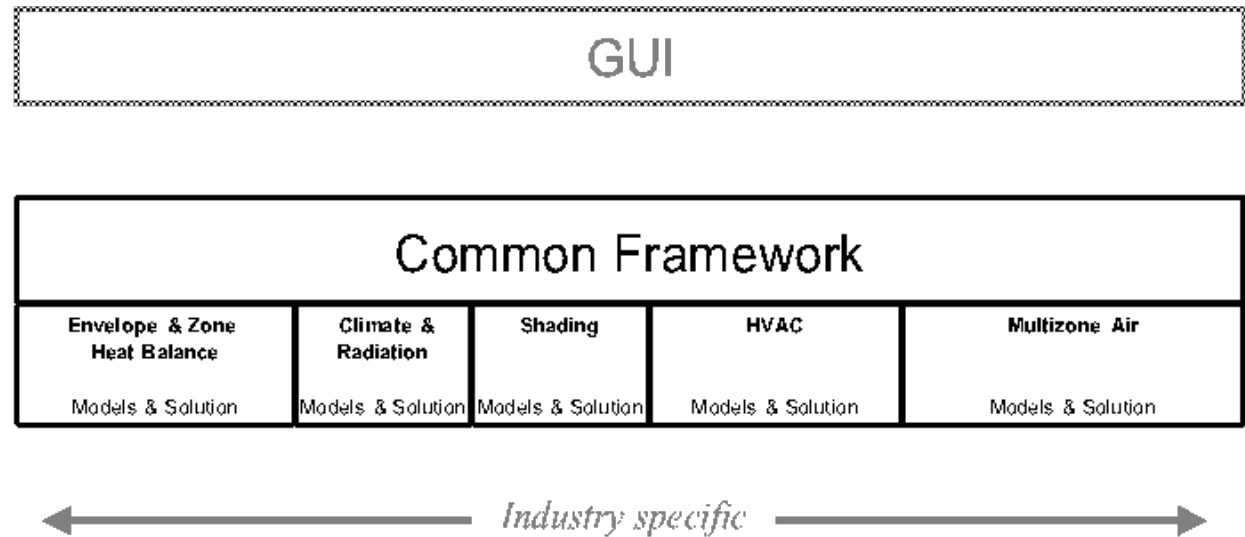 GUI
Common Framework
Envelope & Zone
Heat Balance
Models & Solution
Climate &
Radiation
Models & Solution
Shading
Models & Solution
HVAC
Models & Solution
Multizone Air
Models & Solution
Industry specific